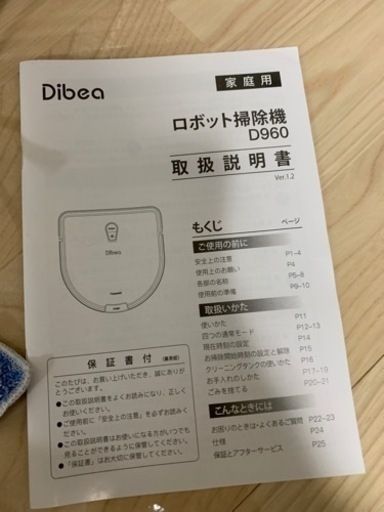 Dibea
家庭用
ロボット掃除機
D960
取扱説明書
Ver.1.2
Dibea
もくじ ページ
ご使用の前に
安全上の注意 P1-4
使用上のお願い P4
各部の名称 P5-8
使用前の準備 P9-10
取扱いかた
使いかた P11
四つの通常モード P12-13
現在時刻の設定 P14
お掃除開始時刻の設定と解除 P15
クリーニングタンクの使いかた P16
お手入れのしかた P17-19
ごみを捨てる P20-21
こんなときには
お困りのときは・よくあるご質問 P22-23
仕様 P24
保証とアフターサービス P25
保証書付
このたびは、お買い上げいただき、誠にありがとうございます。
●この取扱説明書をよくお読みになり、正しくお使いください。
●ご使用前に「安全上の注意」を必ずお読みください。
●この取扱説明書はお使いになる方がいつでも見ることができるように保管してください。
●「保証書」はお大切に保管してください。